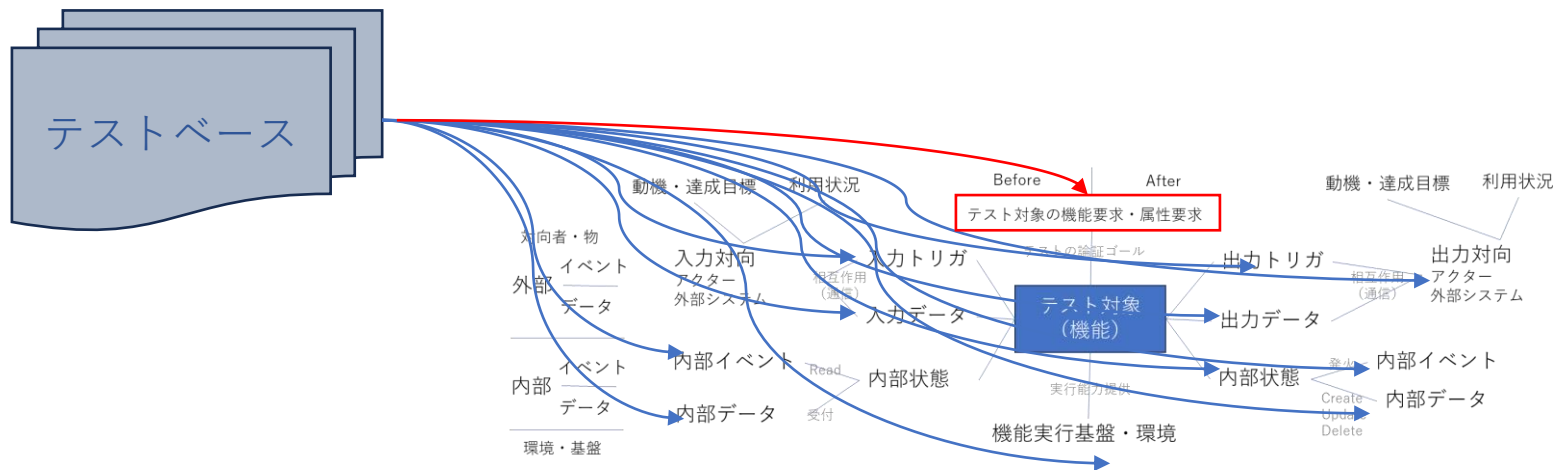 テストベース
Before
After
動機・達成目標
利用状況
動機・達成目標
利用状況
テスト対象の機能要求・属性要求
対向者・物
テストの論証ゴール
外部
イベント
データ
入力対向
アクター
外部システム
相互作用
（通信）
入力トリガ
入力データ
テスト対象
（機能）
出力トリガ
出力データ
相互作用
（通信）
出力対向
アクター
外部システム
内部
イベント
データ
内部イベント
内部データ
Read
受付
内部状態
実行能力提供
内部状態
発火
Create
Update
Delete
内部イベント
内部データ
環境・基盤
機能実行基盤・環境